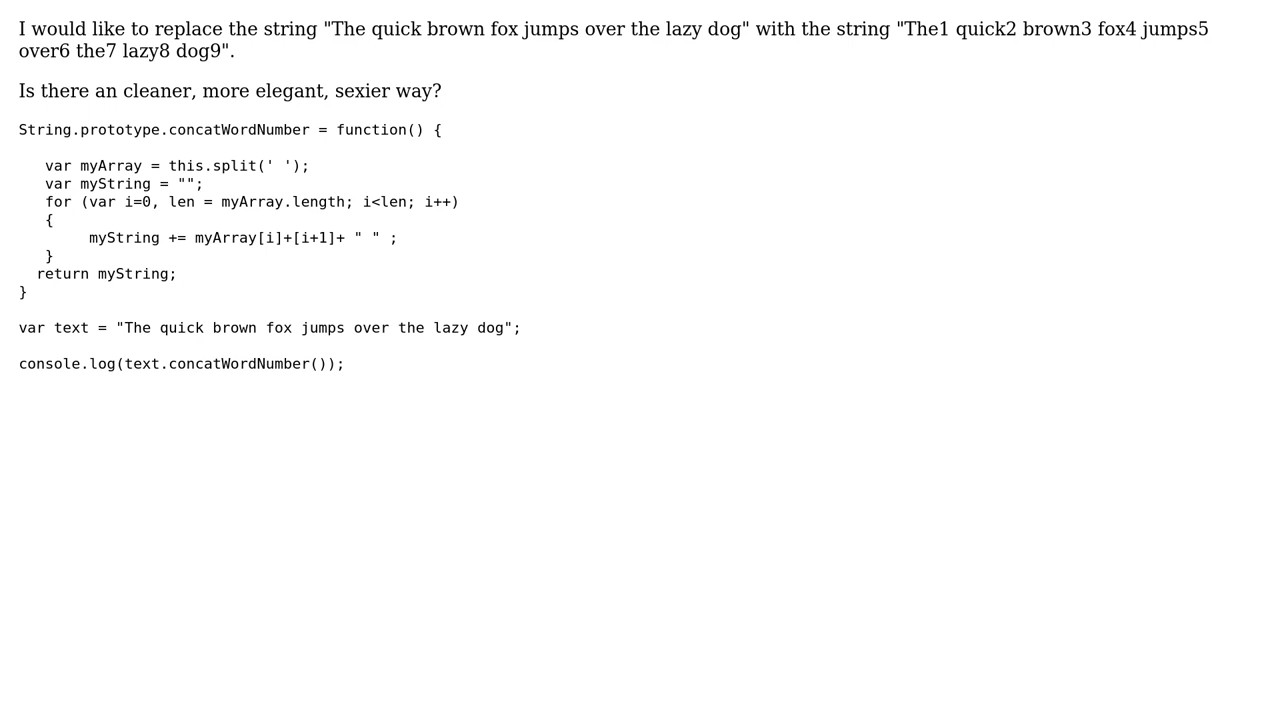 I would like to replace the string "The quick brown fox jumps over the lazy dog" with the string "The1 quick2 brown3 fox4 jumps5
over6 the7 lazy8 dog9".
Is there an cleaner, more elegant, sexier way?
String.prototype.concatWordNumber = function() {
   var myArray = this.split(' ');
   var myString = "";
   for (var i=0, len = myArray.length; i<len; i++)
   {
        myString += myArray[i]+[i+1]+ " " ;
   }
  return myString;
}
var text = "The quick brown fox jumps over the lazy dog";
console.log(text.concatWordNumber());